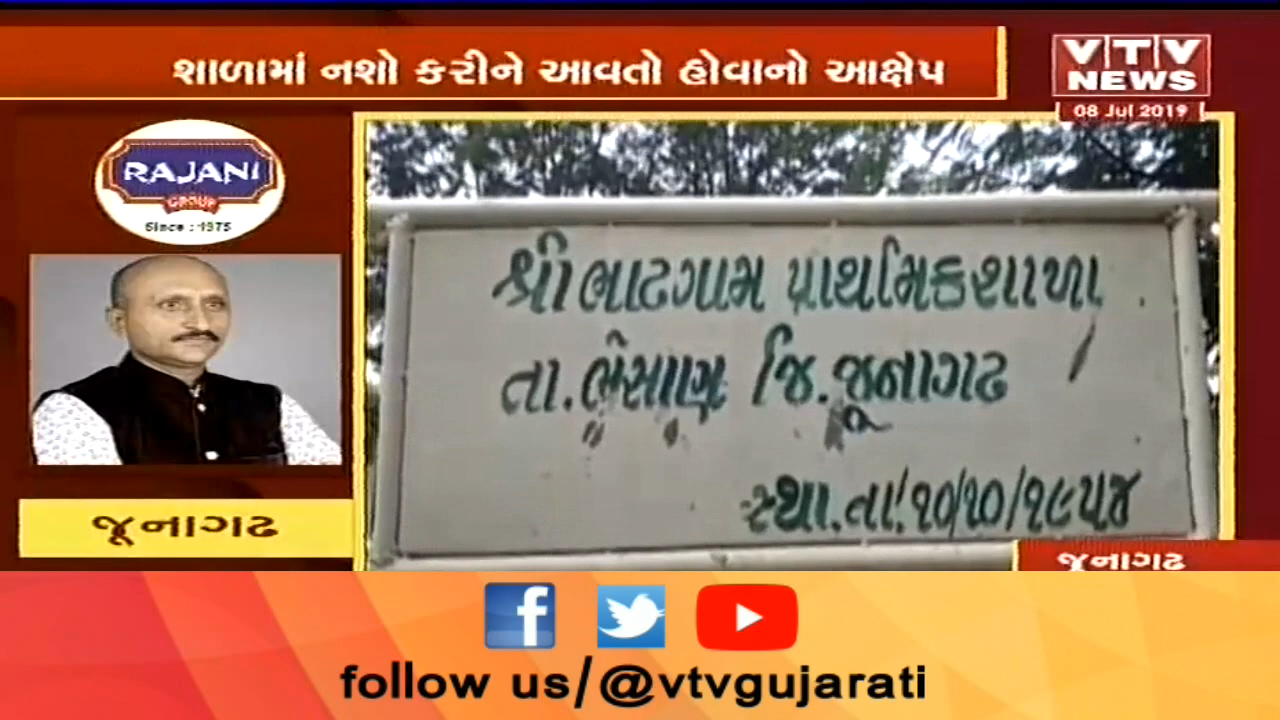 શાળામાં નશો કરીને આવતો હોવાનો આક્ષેપ
VTV
NEWS
08 Jul 2019
RAJANI
GROUP
Since : 1975
શ્રી ભાટગામ પ્રાથમિક શાળા
તા. ભેંસાણ જિ. જૂનાગઢ
સ્થા. તા. ૧૦/૧૦/૧૯૫૪
જૂનાગઢ
જૂનાગઢ
follow us/@vtvgujarati